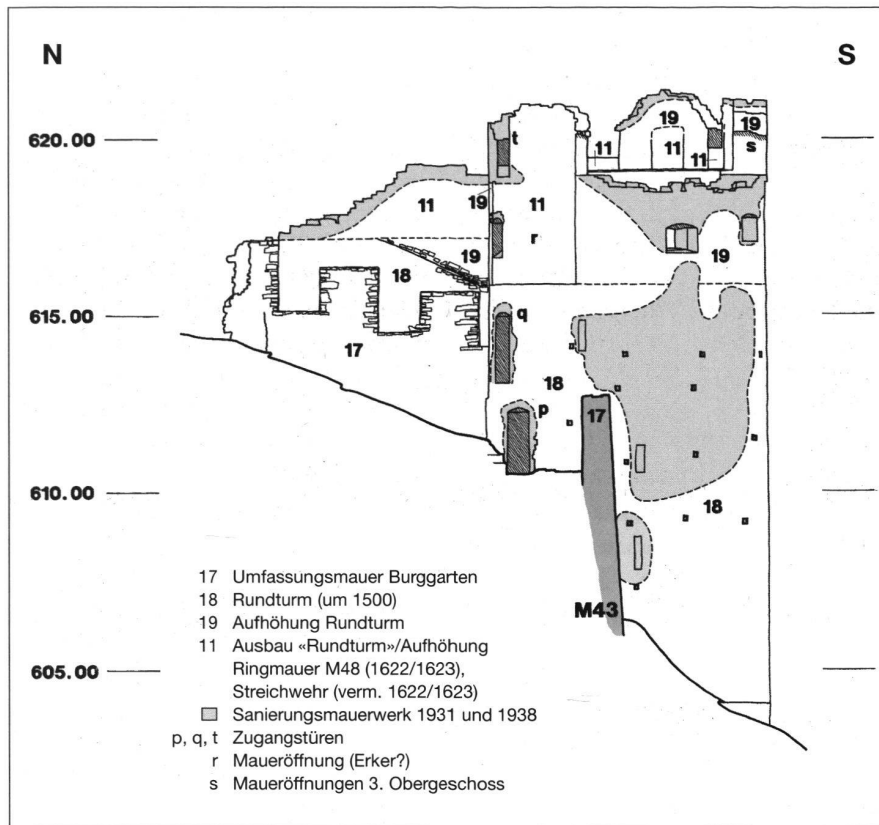 N S
620.00
t 19 19
11 11 11 s
11 19 11
r
19 19
18
615.00
q
17
18
17
p
610.00
18
17 Umfassungsmauer Burggarten
18 Rundturm (um 1500)
19 Aufhöhung Rundturm
M43
11 Ausbau «Rundturm»/Aufhöhung
Ringmauer M48 (1622/1623),
605.00
Streichwehr (verm. 1622/1623)
Sanierungsmauerwerk 1931 und 1938
p, q, t Zugangstüren
r Maueröffnung (Erker?)
s Maueröffnungen 3. Obergeschoss